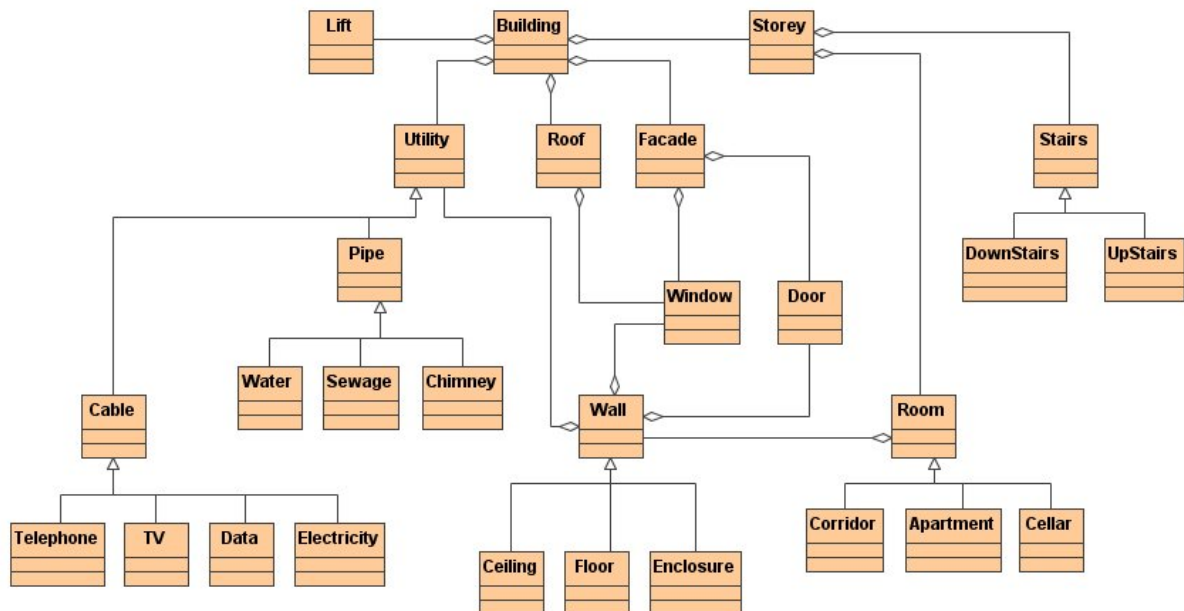 Lift
Building
Storey
Utility
Roof
Facade
Stairs
Pipe
DownStairs
UpStairs
Window
Door
Water
Sewage
Chimney
Cable
Wall
Room
Telephone
TV
Data
Electricity
Corridor
Apartment
Cellar
Ceiling
Floor
Enclosure